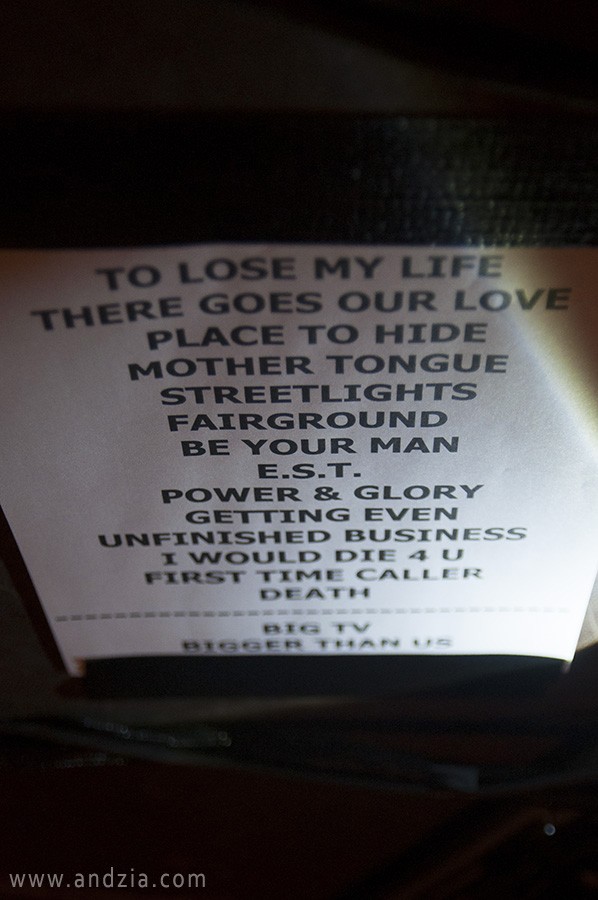 TO LOSE MY LIFE
THERE GOES OUR LOVE
PLACE TO HIDE
MOTHER TONGUE
STREETLIGHTS
FAIRGROUND
BE YOUR MAN
E.S.T.
POWER & GLORY
GETTING EVEN
UNFINISHED BUSINESS
I WOULD DIE 4 U
FIRST TIME CALLER
DEATH
BIG TV
BIGGER THAN US
www.andzia.com